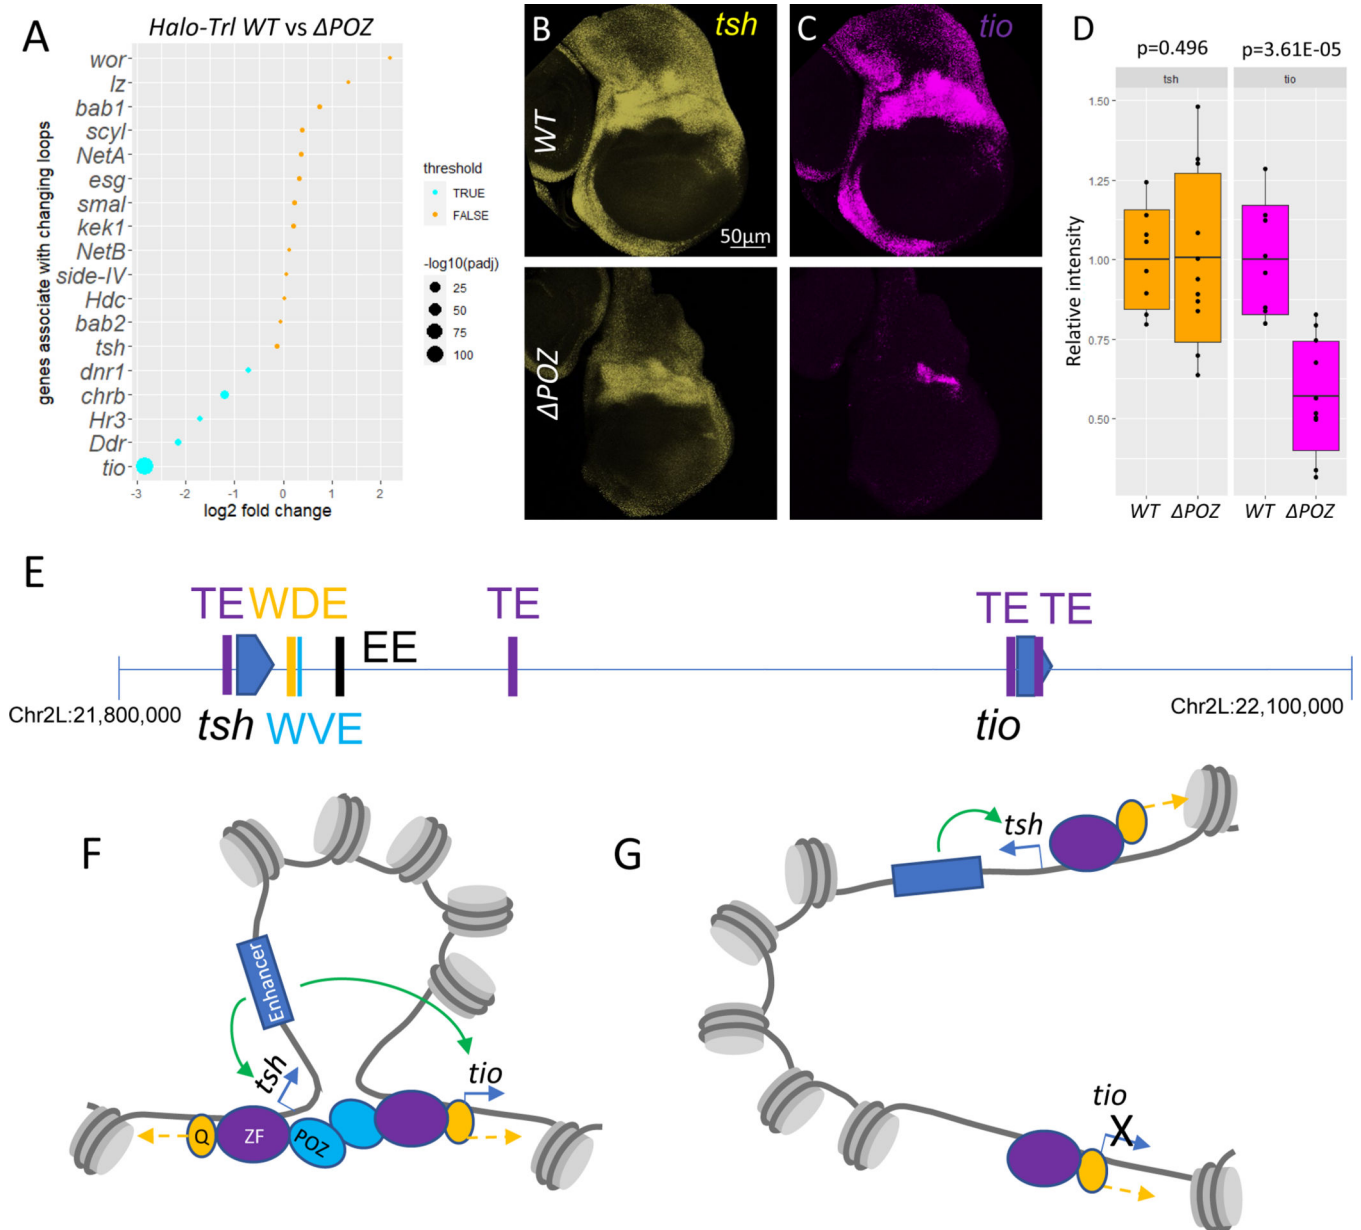 A
Halo-Trl WT vs ΔPOZ
genes associate with changing loops
wor
lz
bab1
scyl
NetA
esg
smal
kek1
NetB
side-IV
Hdc
bab2
tsh
dnr1
chrb
Hr3
Ddr
tio
-3 -2 -1 0 1 2
log2 fold change
threshold
TRUE
FALSE
-log10(padj)
25
50
75
100
B
tsh
WT
50µm
ΔPOZ
C
tio
D
p=0.496 p=3.61E-05
tsh tio
Relative intensity
1.50
1.25
1.00
0.75
0.50
WT ΔPOZ WT ΔPOZ
E
TE WDE TE TE TE
EE
Chr2L:21,800,000 Chr2L:22,100,000
tsh WVE tio
F
Enhancer
tsh
tio
Q
ZF
POZ
G
tsh
tio
X